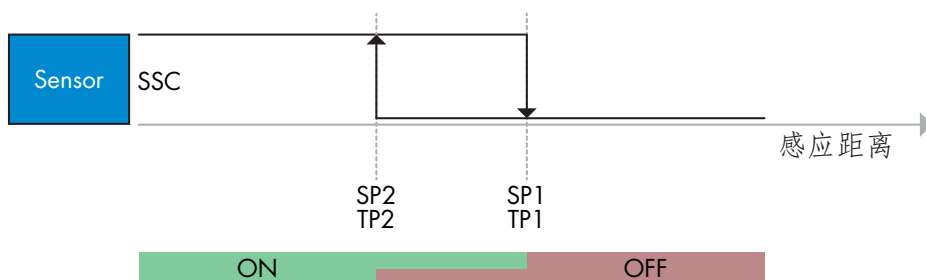 Sensor SSC
感应距离
SP2 SP1
TP2 TP1
ON OFF